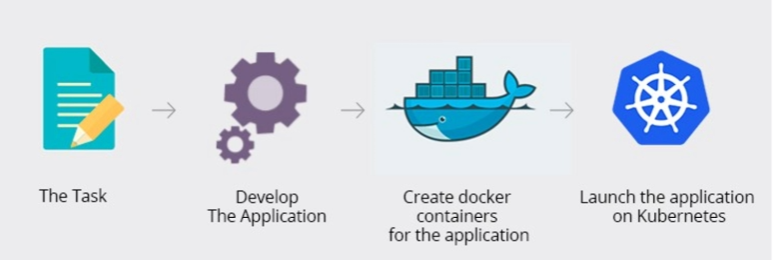 The Task
Develop
The Application
Create docker
containers
for the application
Launch the application
on Kubernetes